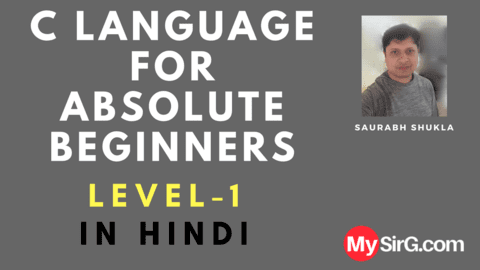 C LANGUAGE
FOR
ABSOLUTE
BEGINNERS
LEVEL-1
IN HINDI
SAURABH SHUKLA
MySirG.com